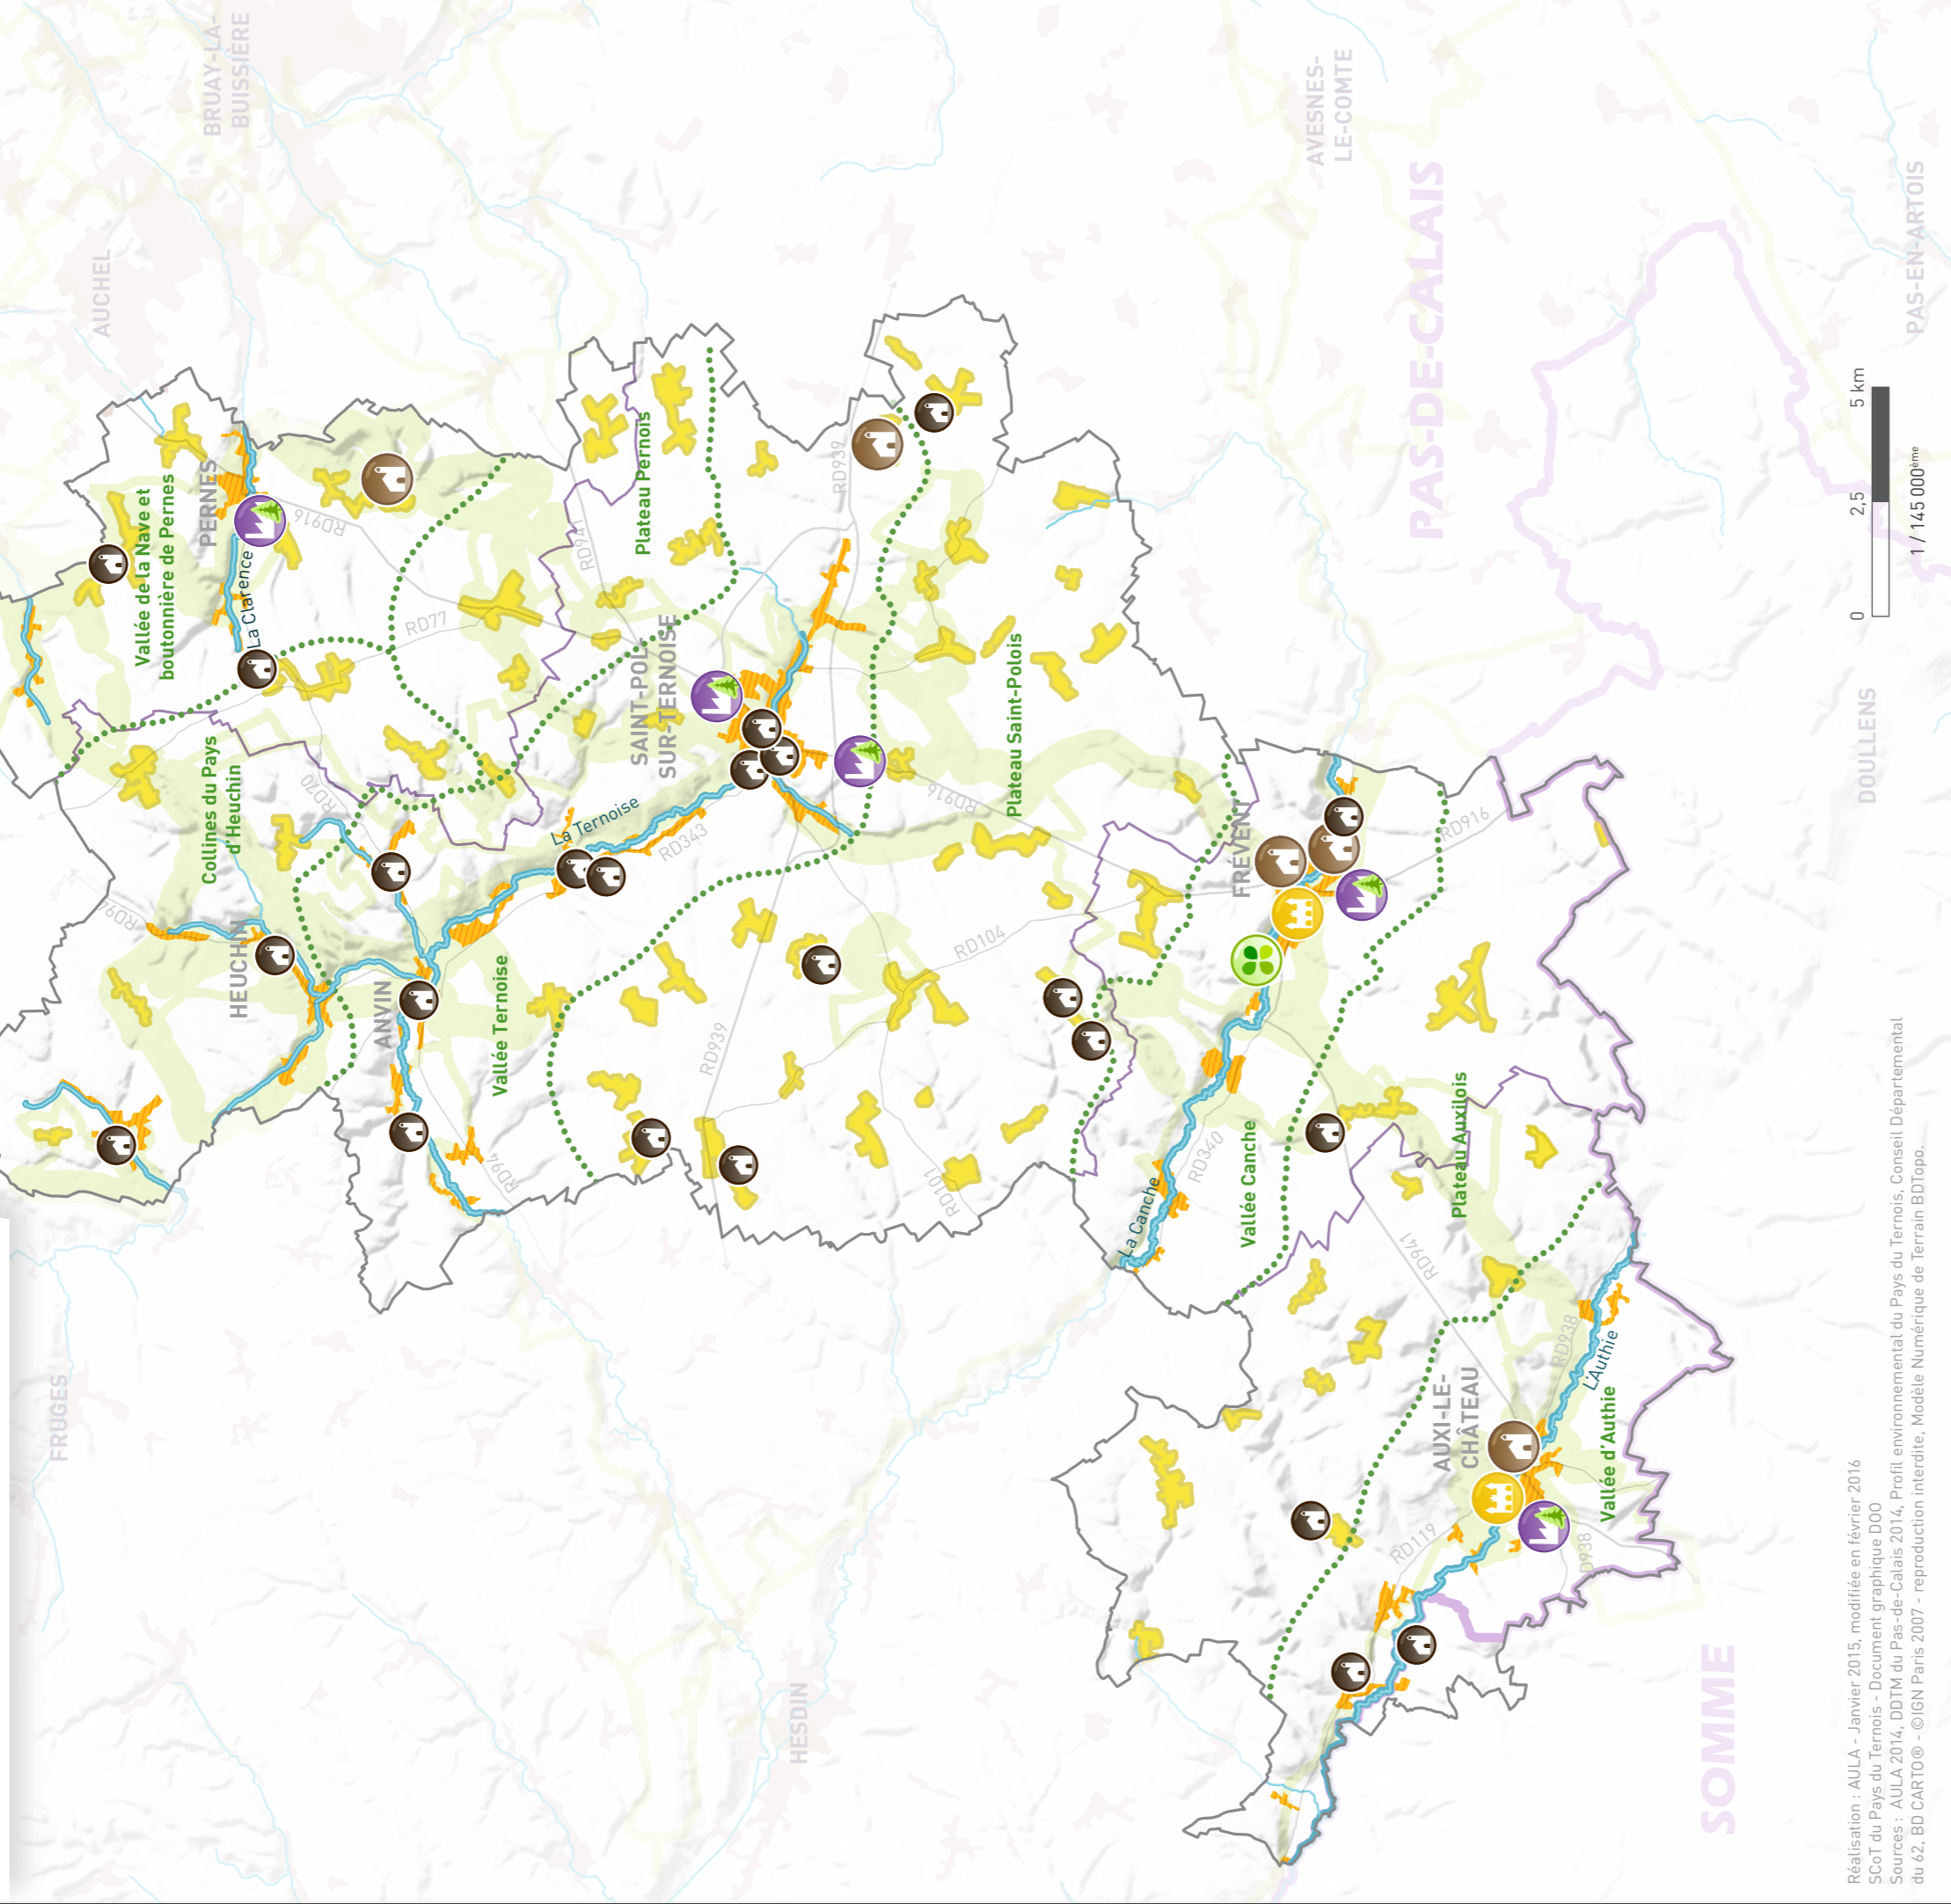 BRUAY-LA-
BUISSIÈRE
AUCHEL
PERNES
Vallée de la Nave et
boutonnière de Pernes
La Clarence
RD916
RD77
RD941
Plateau Pernois
RD939
AVESNES-
LE-COMTE
PAS-DE-CALAIS
PAS-EN-ARTOIS
Collines du Pays
d'Heuchin
RD70
RD94
HEUCHIN
ANVIN
Vallée Ternoise
La Ternoise
RD343
SAINT-POL-
SUR-TERNOISE
Plateau Saint-Polois
RD916
RD104
RD939
RD94
RD101
FRÉVENT
RD916
DOULLENS
La Canche
RD340
Vallée Canche
Plateau Auxilois
RD941
RD938
L'Authie
Vallée d'Authie
AUXI-LE-
CHÂTEAU
RD119
D938
FRUGES
HESDIN
SOMME
0 2,5 5 km
1 / 145 000ème
Réalisation : AULA - Janvier 2015, modifiée en février 2016
SCoT du Pays du Ternois - Document graphique DOO
Sources : AULA 2014, DDTM du Pas-de-Calais 2014, Profil environnemental du Pays du Ternois, Conseil Départemental
du 62, BD CARTO® - ©IGN Paris 2007 - reproduction interdite, Modèle Numérique de Terrain BDTopo.